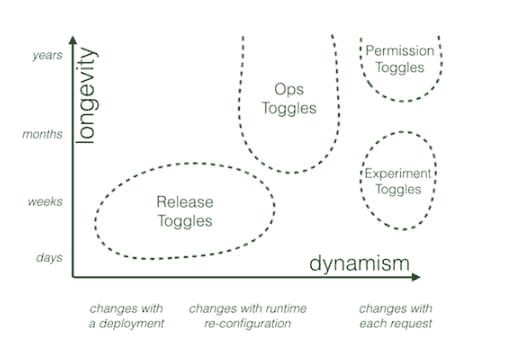 years
longevity
Permission
Toggles
Ops
Toggles
months
Experiment
Toggles
weeks
Release
Toggles
days
dynamism
changes with
a deployment
changes with runtime
re-configuration
changes with
each request